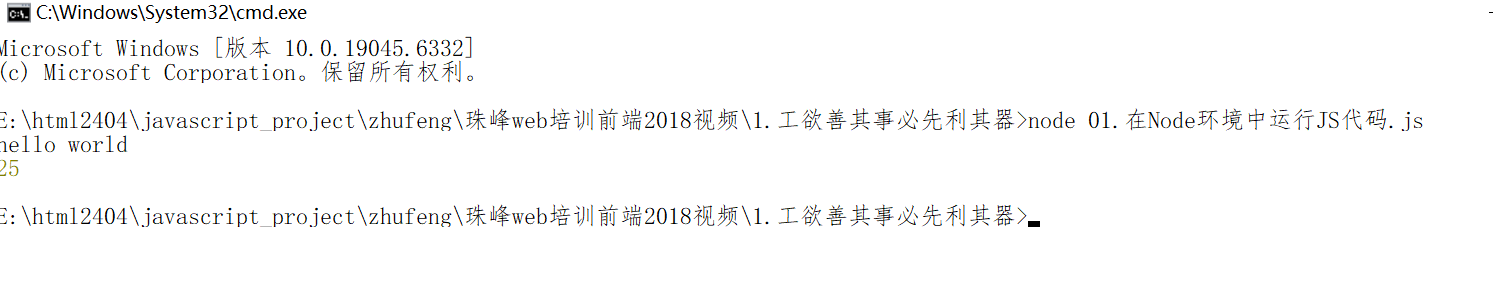 C:\Windows\System32\cmd.exe
Microsoft Windows [版本 10.0.19045.6332]
(c) Microsoft Corporation。保留所有权利。
E:\html2404\javascript_project\zhufeng\珠峰web培训前端2018视频\1.工欲善其事必先利其器>node 01.在Node环境中运行JS代码.js
hello world
25
E:\html2404\javascript_project\zhufeng\珠峰web培训前端2018视频\1.工欲善其事必先利其器>